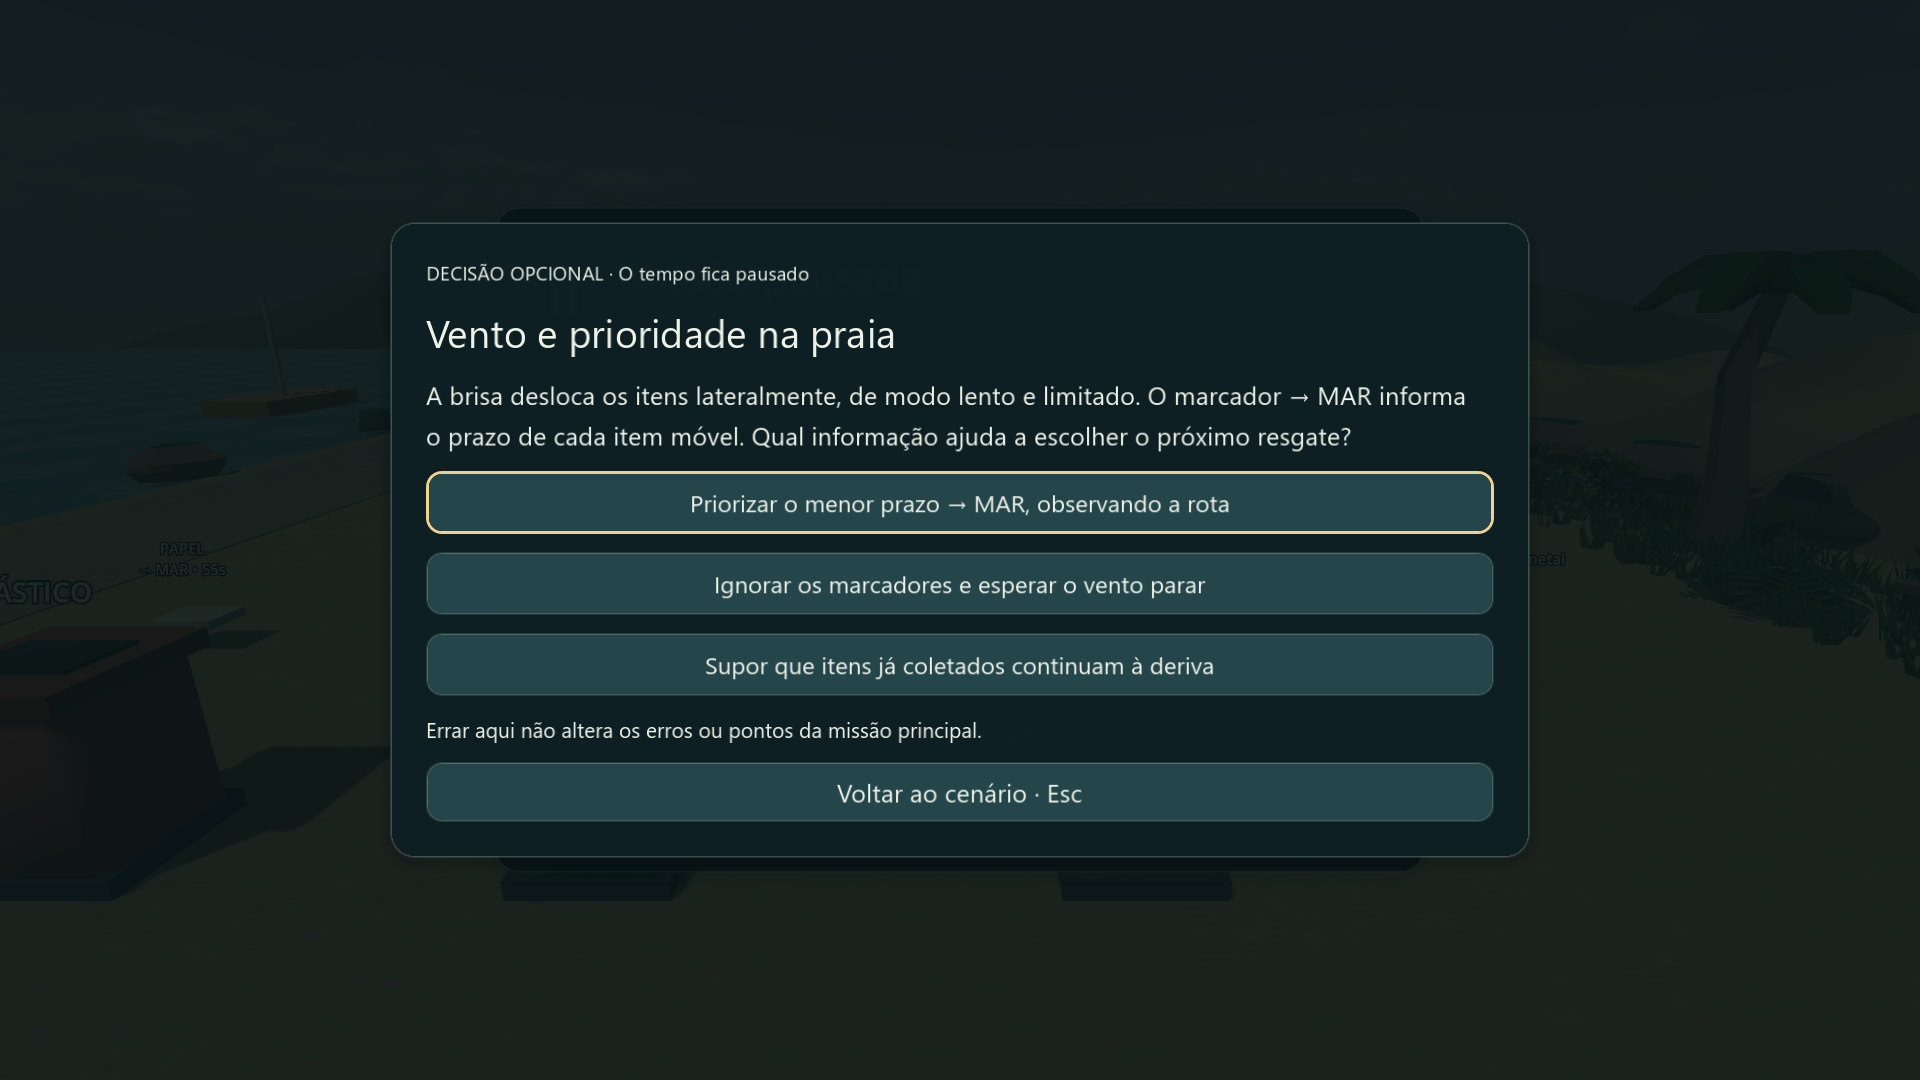 DECISÃO OPCIONAL · O tempo fica pausado
Vento e prioridade na praia
A brisa desloca os itens lateralmente, de modo lento e limitado. O marcador → MAR informa
o prazo de cada item móvel. Qual informação ajuda a escolher o próximo resgate?
Priorizar o menor prazo → MAR, observando a rota
Ignorar os marcadores e esperar o vento parar
Supor que itens já coletados continuam à deriva
Errar aqui não altera os erros ou pontos da missão principal.
Voltar ao cenário · Esc
PAPEL
→ MAR • 55s
ÁSTICO
metal